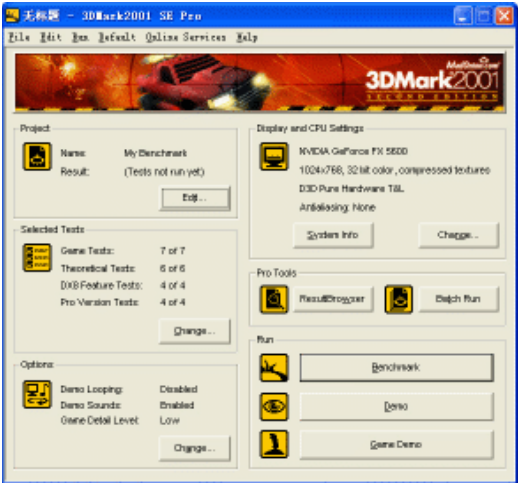 无标题 - 3DMark2001 SE Pro
File Edit Run Default Online Services Help
MadOnion.com
3DMark2001
SECOND EDITION
Project
Name: My Benchmark
Result: (Tests not run yet)
Edit...
Selected Tests
Game Tests: 7 of 7
Theoretical Tests: 6 of 6
DX8 Feature Tests: 4 of 4
Pro Version Tests: 4 of 4
Change...
Options
Demo Looping: Disabled
Demo Sounds: Enabled
Game Detail Level: Low
Change...
Display and CPU Settings
NVIDIA GeForce FX 5600
1024x768, 32 bit color, compressed textures
D3D Pure Hardware T&L
Antialiasing: None
System Info
Change...
Pro Tools
ResultBrowser
Batch Run
Run
Benchmark
Demo
Game Demo